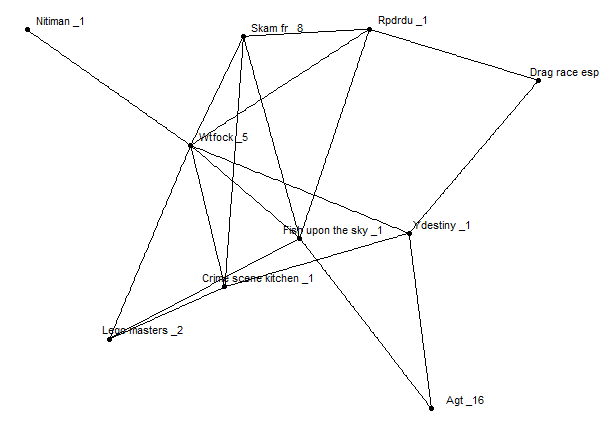 Nitiman _1
Skam fr _8
Rpdrdu _1
Drag race esp
Wtfock _5
Fish upon the sky _1
Ydestiny _1
Crime scene kitchen _1
Lego masters _2
Agt _16